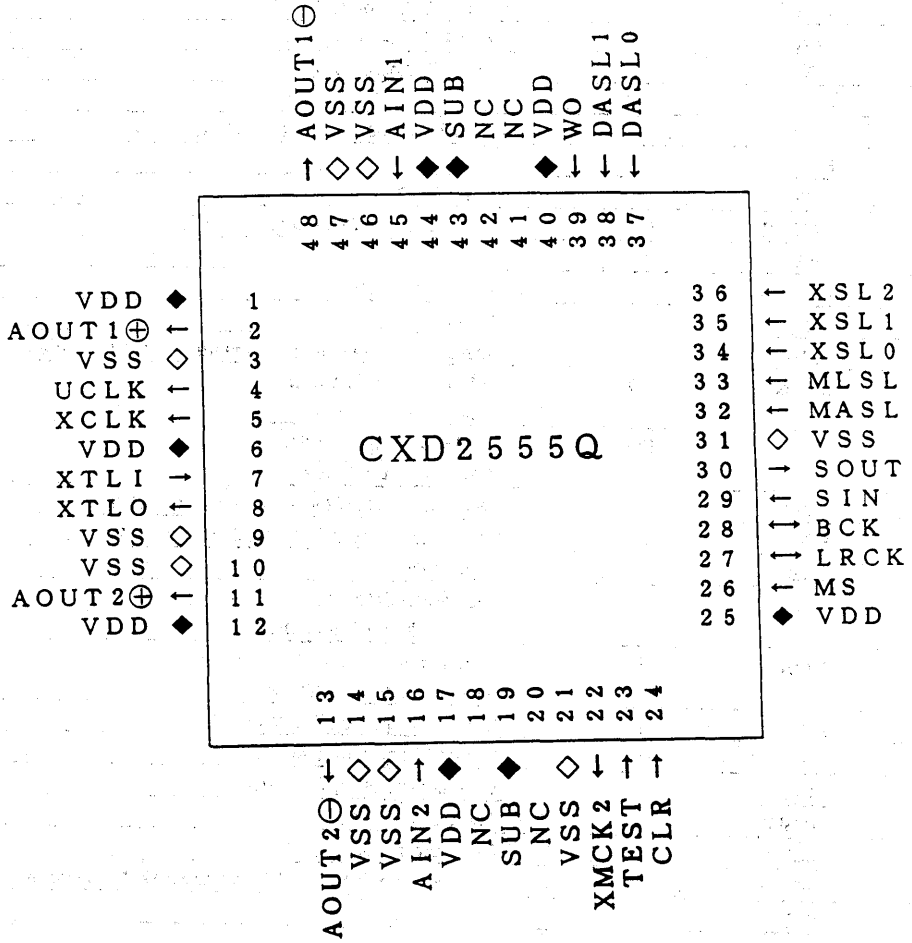 AOUT1⊖
VSS
VSS
AIN1
VDD
SUB
NC
NC
VDD
WO
DASL1
DASL0
↑ ◇ ◇ ↓ ◆ ◆ ◆ ↓ ↓ ↓
48 47 46 45 44 43 42 41 40 39 38 37
VDD ◆ 1
AOUT1⊕ ← 2
VSS ◇ 3
UCLK ← 4
XCLK ← 5
VDD ◆ 6
XTLI → 7
XTLO ← 8
VSS ◇ 9
VSS ◇ 10
AOUT2⊕ ← 11
VDD ◆ 12
CXD2555Q
36 ← XSL2
35 ← XSL1
34 ← XSL0
33 ← MLSL
32 ← MASL
31 ◇ VSS
30 → SOUT
29 ← SIN
28 ↔ BCK
27 ↔ LRCK
26 ← MS
25 ◆ VDD
13 14 15 16 17 18 19 20 21 22 23 24
↓ ◇ ◇ ↑ ◆ ◆ ◇ ↓ ↑ ↑
AOUT2⊖
VSS
VSS
AIN2
VDD
NC
SUB
NC
VSS
XMCK2
TEST
CLR